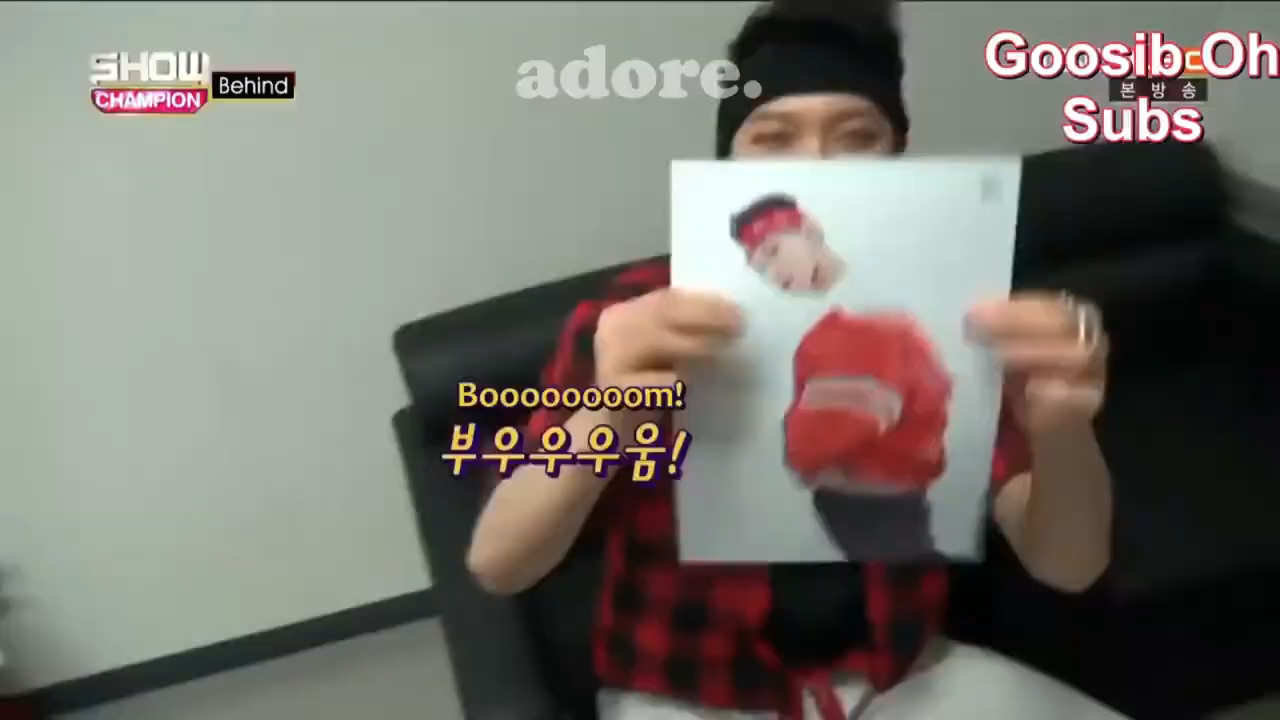 SHOW
CHAMPION
Behind
adore.
Goosib Oh
Subs
본 방 송
Booooooooom!
부우우우움!